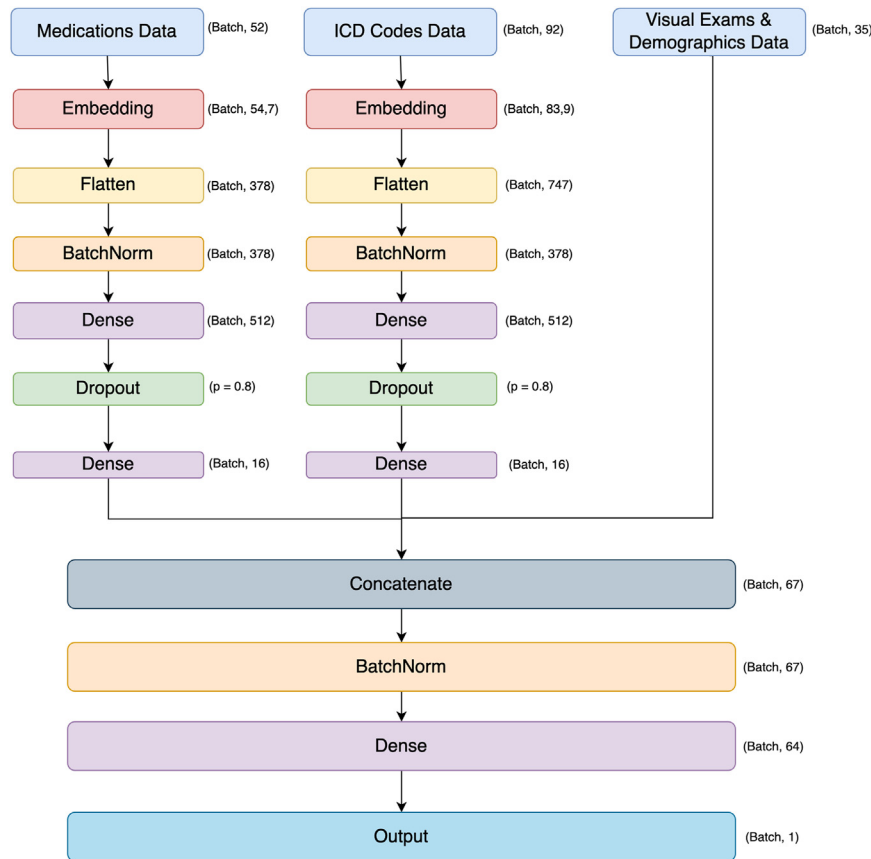 Medications Data
(Batch, 52)
ICD Codes Data
(Batch, 92)
Visual Exams &
Demographics Data
(Batch, 35)
Embedding
(Batch, 54,7)
Embedding
(Batch, 83,9)
Flatten
(Batch, 378)
Flatten
(Batch, 747)
BatchNorm
(Batch, 378)
BatchNorm
(Batch, 378)
Dense
(Batch, 512)
Dense
(Batch, 512)
Dropout
(p = 0.8)
Dropout
(p = 0.8)
Dense
(Batch, 16)
Dense
(Batch, 16)
Concatenate
(Batch, 67)
BatchNorm
(Batch, 67)
Dense
(Batch, 64)
Output
(Batch, 1)